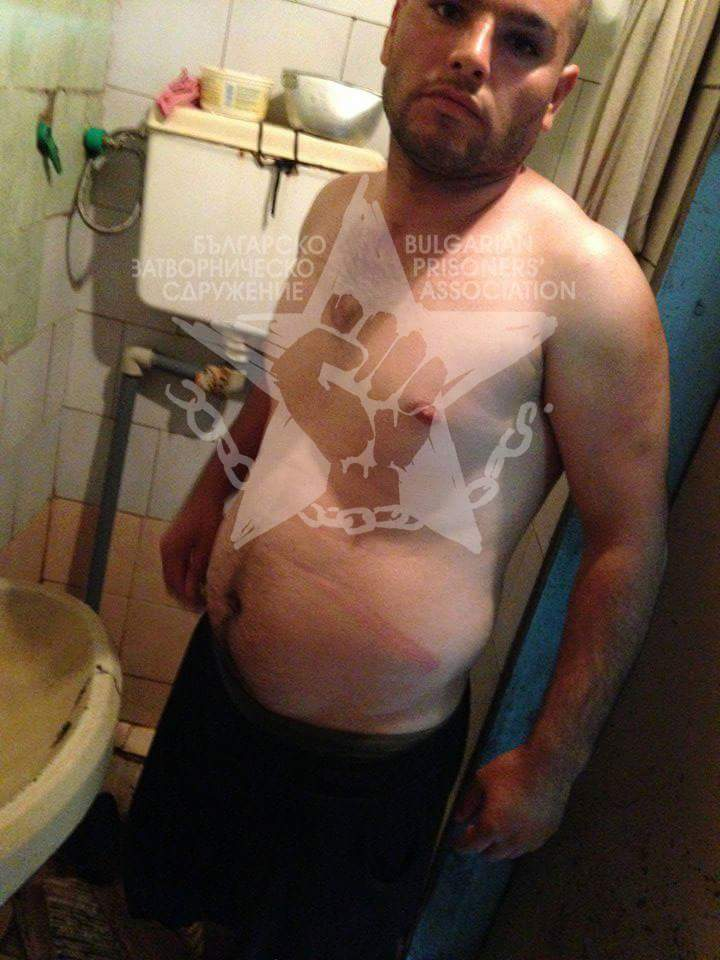 БЪЛГАРСКО
ЗАТВОРНИЧЕСКО
СДРУЖЕНИЕ
BULGARIAN
PRISONERS'
ASSOCIATION